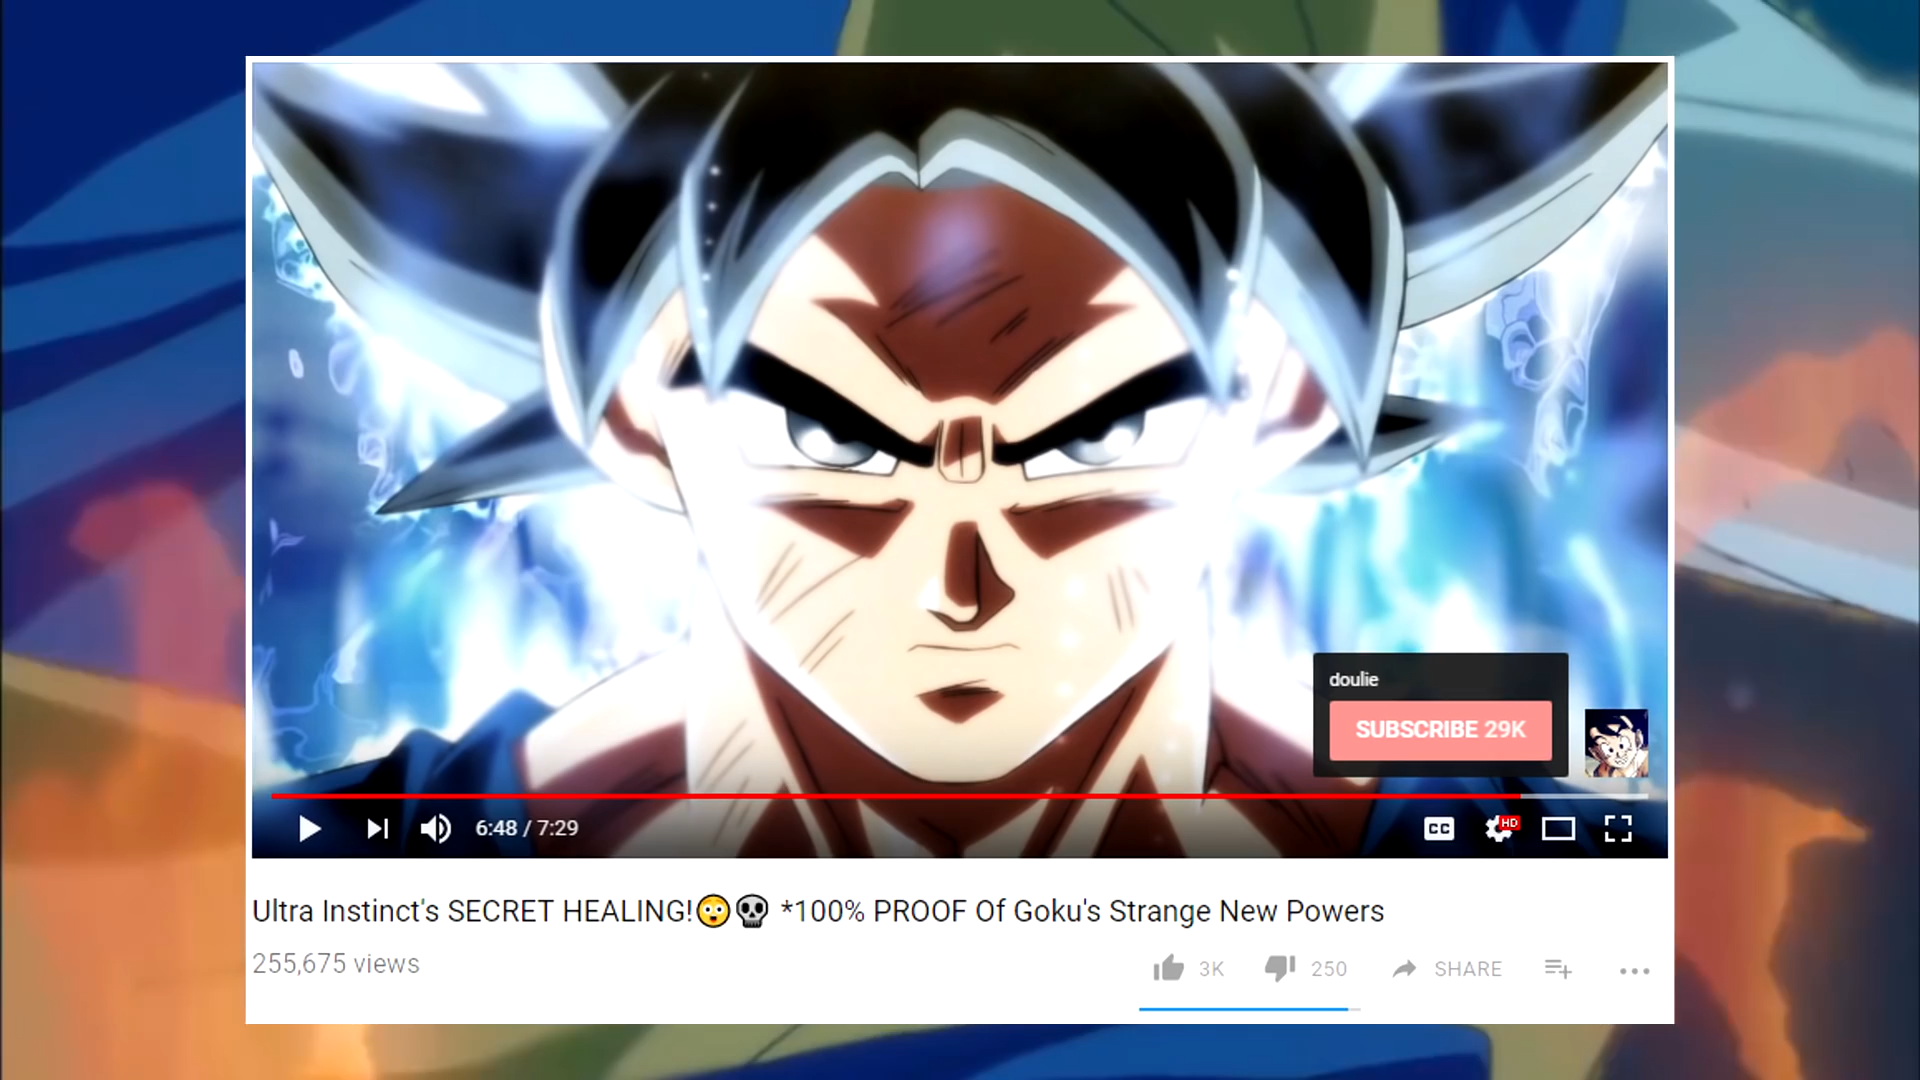 doulie
SUBSCRIBE 29K
6:48 / 7:29
CC
HD
Ultra Instinct's SECRET HEALING!😳💀 *100% PROOF Of Goku's Strange New Powers
255,675 views
3K
250
SHARE